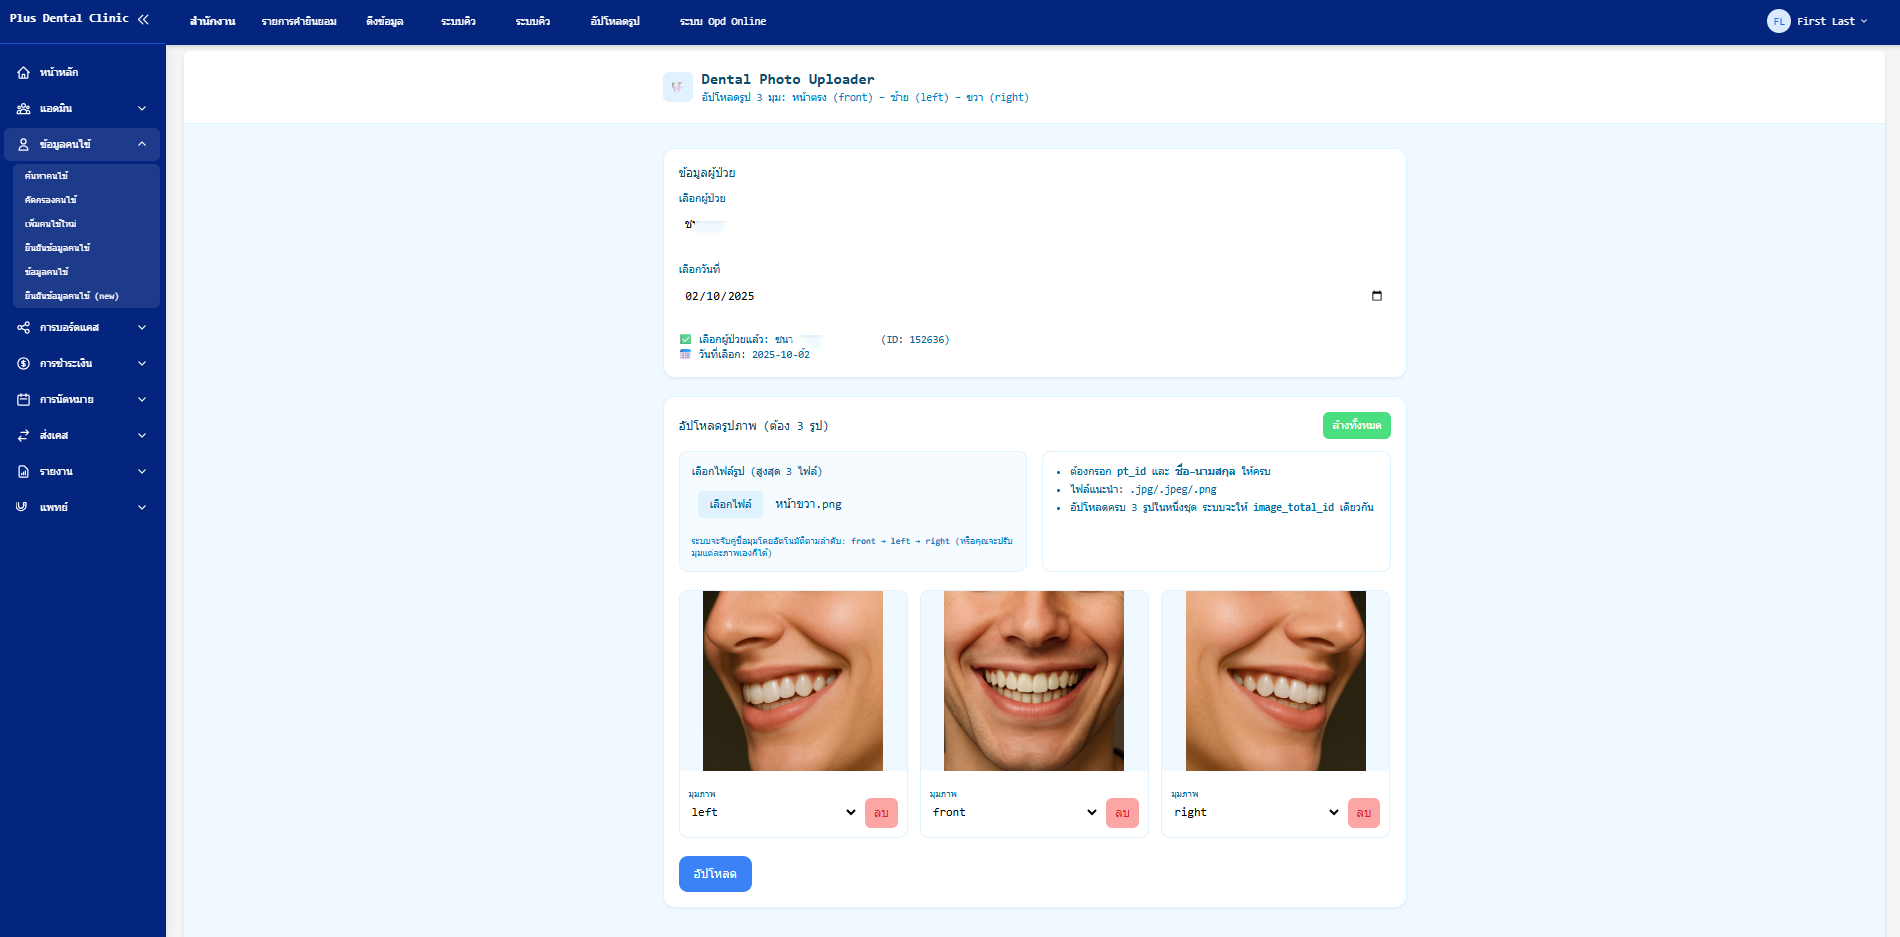 Plus Dental Clinic
สำนักงาน รายการคำยินยอม ดึงข้อมูล ระบบคิว ระบบคิว อัปโหลดรูป ระบบ Opd Online
FL First Last
หน้าหลัก
แอดมิน
ข้อมูลคนไข้
ค้นหาคนไข้
คัดกรองคนไข้
เพิ่มคนไข้ใหม่
ยืนยันข้อมูลคนไข้
ข้อมูลคนไข้
ยืนยันข้อมูลคนไข้ (new)
การบอร์ดแคส
การชำระเงิน
การนัดหมาย
ส่งเคส
รายงาน
แพทย์
Dental Photo Uploader
อัปโหลดรูป 3 มุม: หน้าตรง (front) – ซ้าย (left) – ขวา (right)
ข้อมูลผู้ป่วย
เลือกผู้ป่วย
เลือกวันที่
02/10/2025
เลือกผู้ป่วยแล้ว: ชนา (ID: 152636)
วันที่เลือก: 2025-10-02
อัปโหลดรูปภาพ (ต้อง 3 รูป)
ล้างทั้งหมด
เลือกไฟล์รูป (สูงสุด 3 ไฟล์)
เลือกไฟล์ หน้าขวา.png
ระบบจะจับคู่ชื่อมุมโดยอัตโนมัติตามลำดับ: front → left → right (หรือคุณจะปรับ
มุมแต่ละภาพเองก็ได้)
ต้องกรอก pt_id และ ชื่อ-นามสกุล ให้ครบ
ไฟล์แนะนำ: .jpg/.jpeg/.png
อัปโหลดครบ 3 รูปในหนึ่งชุด ระบบจะให้ image_total_id เดียวกัน
มุมภาพ
left ลบ
มุมภาพ
front ลบ
มุมภาพ
right ลบ
อัปโหลด